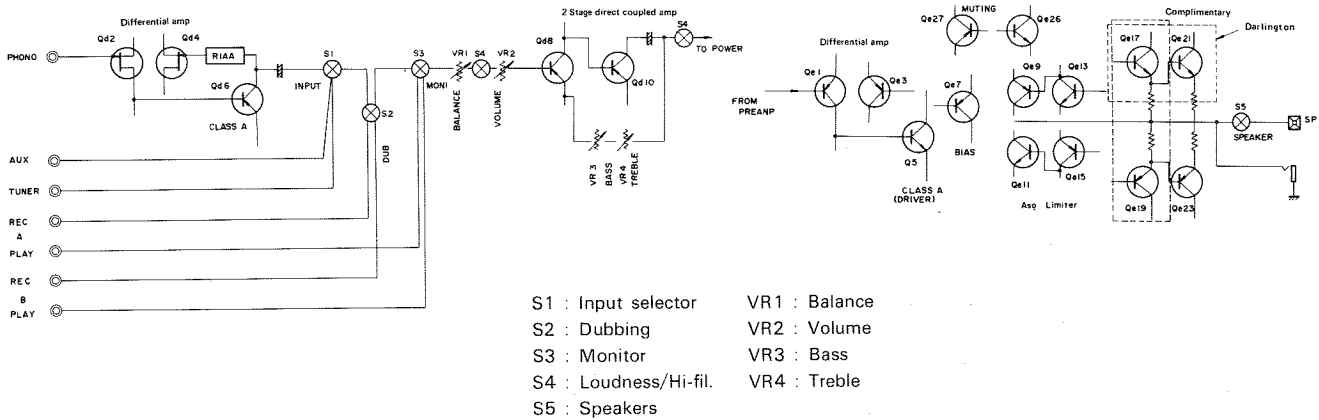 Differential amp
Qd2
Qd4
PHONO
RIAA
Qd6
CLASS A
S1
INPUT
S2
DUB
S3
MONI
VR1
BALANCE
S4
VR2
VOLUME
2 Stage direct coupled amp
Qd8
Qd10
VR 3
BASS
VR 4
TREBLE
S4
TO POWER
AUX
TUNER
REC
A
PLAY
REC
B
PLAY
Differential amp
Qe1
Qe3
FROM
PREANP
Q5
CLASS A
(DRIVER)
Qe7
BIAS
Qe27
MUTING
Qe26
Qe9
Qe13
Qe11
Qe15
Aso Limiter
Complimentary
Darlington
Qe17
Qe21
Qe19
Qe23
S5
SPEAKER
SP
S1 : Input selector VR1 : Balance
S2 : Dubbing VR2 : Volume
S3 : Monitor VR3 : Bass
S4 : Loudness/Hi-fil. VR4 : Treble
S5 : Speakers